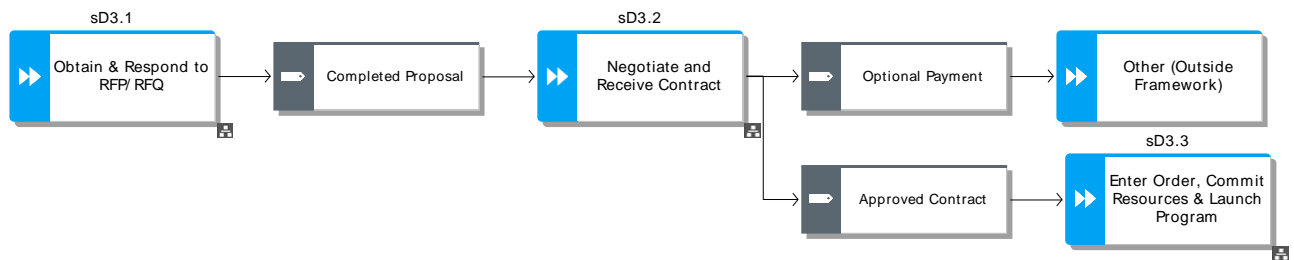 sD3.1
Obtain & Respond to
RFP/ RFQ
Completed Proposal
sD3.2
Negotiate and
Receive Contract
Optional Payment
Other (Outside
Framework)
Approved Contract
sD3.3
Enter Order, Commit
Resources & Launch
Program